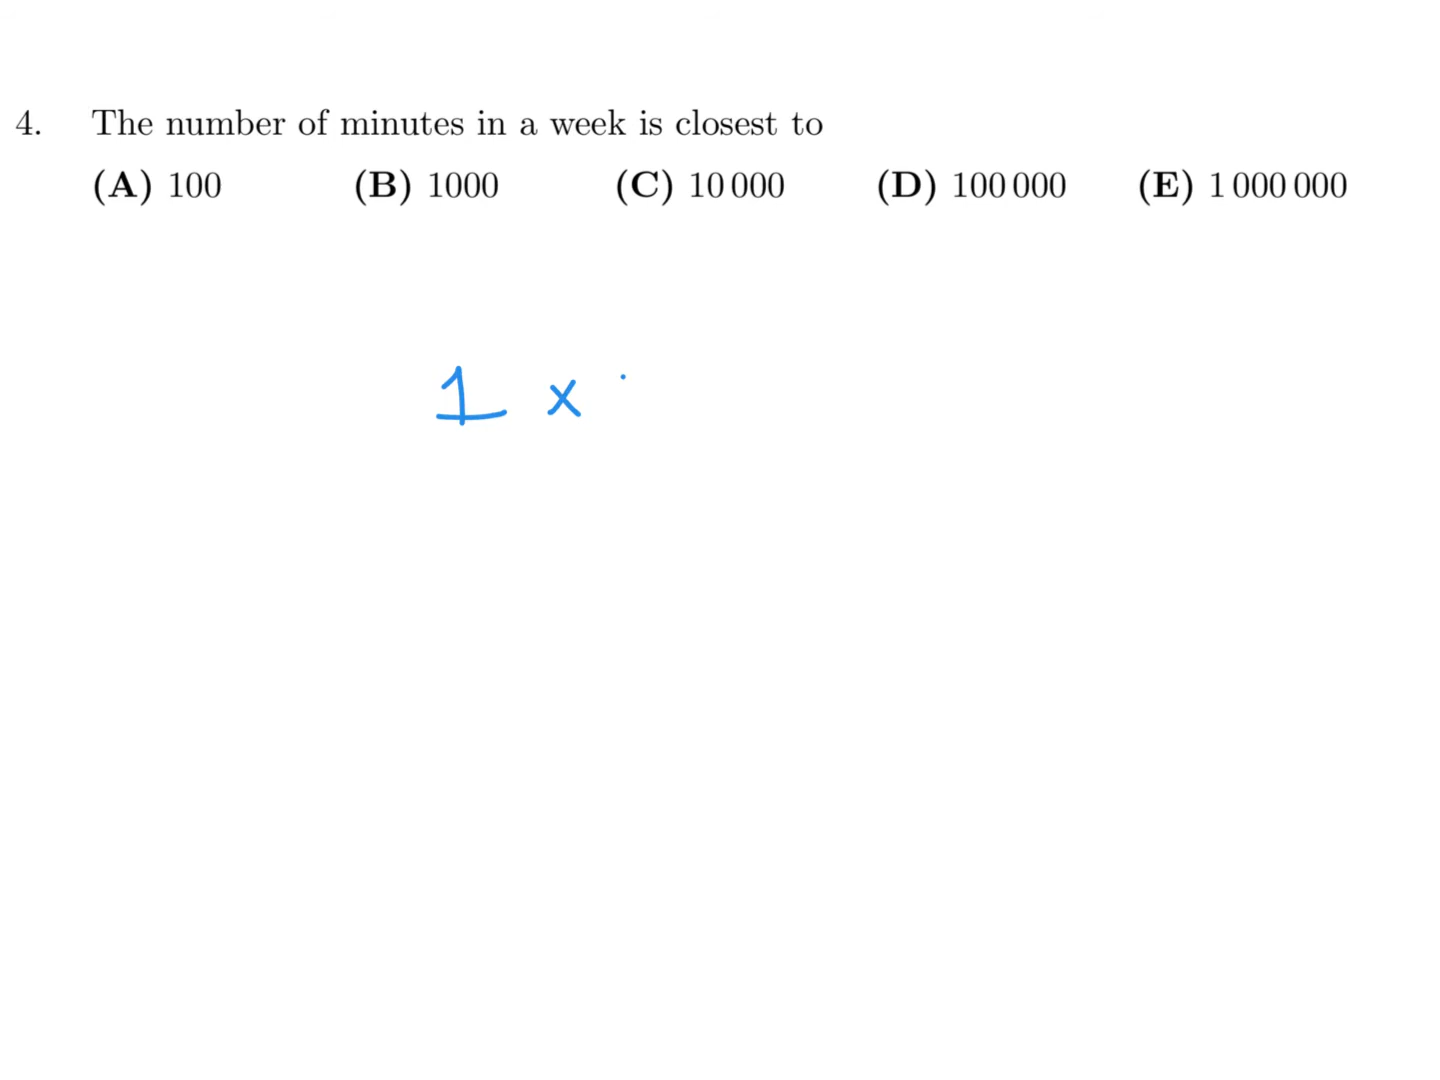 4. The number of minutes in a week is closest to
(A) 100 (B) 1000 (C) 10 000 (D) 100 000 (E) 1 000 000
1 x